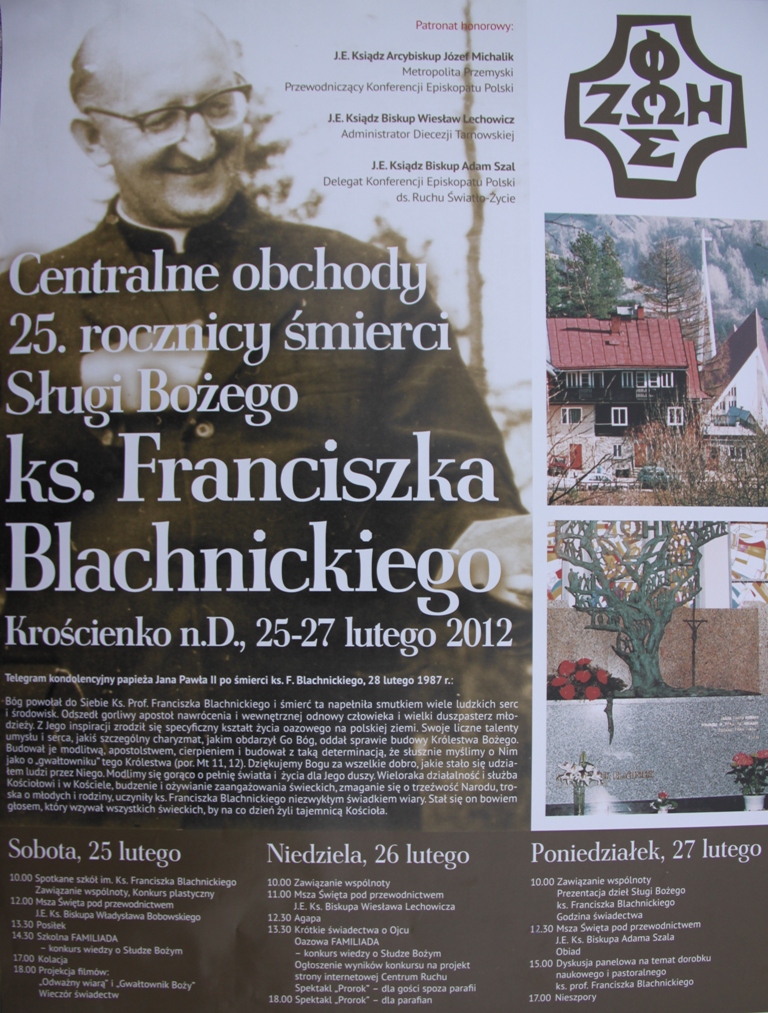 Patronat honorowy:
J.E. Ksiądz Arcybiskup Józef Michalik
Metropolita Przemyski
Przewodniczący Konferencji Episkopatu Polski
J.E. Ksiądz Biskup Wiesław Lechowicz
Administrator Diecezji Tarnowskiej
J.E. Ksiądz Biskup Adam Szal
Delegat Konferencji Episkopatu Polski
ds. Ruchu Światło-Życie
ΦΩΣ
ΖΩΗ
Centralne obchody
25. rocznicy śmierci
Sługi Bożego
ks. Franciszka
Blachnickiego
Krościenko n.D., 25-27 lutego 2012
Telegram kondolencyjny papieża Jana Pawła II po śmierci ks. F. Blachnickiego, 28 lutego 1987 r.:
Bóg powołał do Siebie Ks. Prof. Franciszka Blachnickiego i śmierć ta napełniła smutkiem wiele ludzkich serc
i środowisk. Odszedł gorliwy apostoł nawrócenia i wewnętrznej odnowy człowieka i wielki duszpasterz mło-
dzieży. Z Jego inspiracji zrodził się specyficzny kształt życia oazowego na polskiej ziemi. Swoje liczne talenty
umysłu i serca, jakiś szczególny charyzmat, jakim obdarzył Go Bóg, oddał sprawie budowy Królestwa Bożego.
Budował je modlitwą, apostolstwem, cierpieniem i budował z taką determinacją, że słusznie myślimy o Nim
jako o „gwałtowniku" tego Królestwa (por. Mt 11, 12). Dziękujemy Bogu za wszelkie dobro, jakie stało się udzia-
łem ludzi przez Niego. Modlimy się gorąco o pełnię światła i życia dla Jego duszy. Wieloraka działalność i służba
Kościołowi i w Kościele, budzenie i ożywianie zaangażowania świeckich, zmaganie się o trzeźwość Narodu, tro-
ska o młodych i rodziny, uczyniły ks. Franciszka Blachnickiego niezwykłym świadkiem wiary. Stał się on bowiem
głosem, który wzywał wszystkich świeckich, by na co dzień żyli tajemnicą Kościoła.
Sobota, 25 lutego
10.00 Spotkane szkół im. Ks. Franciszka Blachnickiego
Zawiązanie wspólnoty, Konkurs plastyczny
12.00 Msza Święta pod przewodnictwem
J.E. Ks. Biskupa Władysława Bobowskiego
13.30 Posiłek
14.30 Szkolna FAMILIADA
– konkurs wiedzy o Słudze Bożym
17.00 Kolacja
18.00 Projekcja filmów:
„Odważny wiarą" i „Gwałtownik Boży"
Wieczór świadectw
Niedziela, 26 lutego
10.00 Zawiązanie wspólnoty
11.00 Msza Święta pod przewodnictwem
J.E. Ks. Biskupa Wiesława Lechowicza
12.30 Agapa
13.30 Krótkie świadectwa o Ojcu
Oazowa FAMILIADA
– konkurs wiedzy o Słudze Bożym
Ogłoszenie wyników konkursu na projekt
strony internetowej Centrum Ruchu
Spektakl „Prorok" – dla gości spoza parafii
18.00 Spektakl „Prorok" – dla parafian
Poniedziałek, 27 lutego
10.00 Zawiązanie wspólnoty
Prezentacja dzieł Sługi Bożego
ks. Franciszka Blachnickiego
Godzina świadectwa
12.30 Msza Święta pod przewodnictwem
J.E. Ks. Biskupa Adama Szala
Obiad
15.00 Dyskusja panelowa na temat dorobku
naukowego i pastoralnego
ks. prof. Franciszka Blachnickiego
17.00 Nieszpory